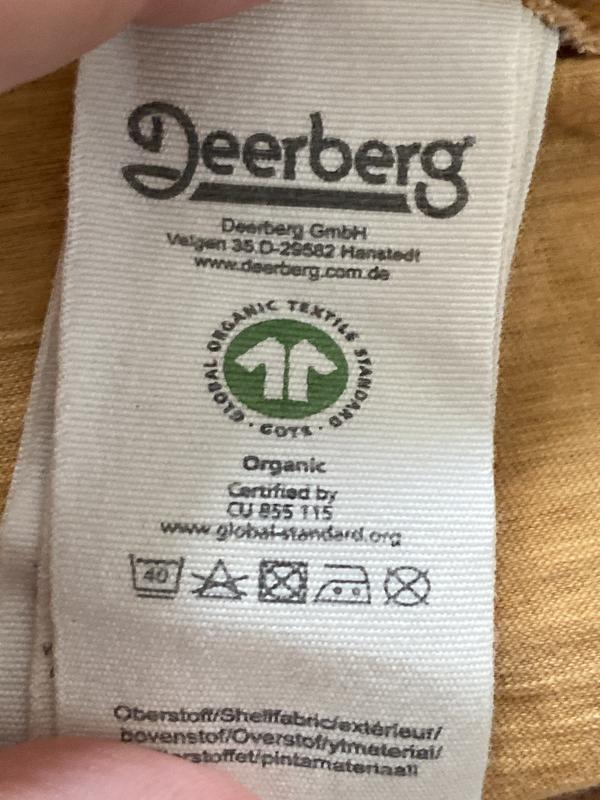 Deerberg
Deerberg GmbH
Velgen 35 D-29582 Hanstedt
www.deerberg.com.de
GLOBAL ORGANIC TEXTILE STANDARD · GOTS ·
Organic
Certified by
CU 855 115
www.global-standard.org
40
Oberstoff/Shellfabric/extérieur/
bovenstof/Overstof/ytmaterial/
pintamateriaali